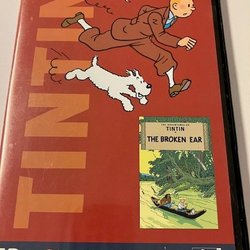 TINTIN
THE ADVENTURES OF
TINTIN
THE BROKEN EAR